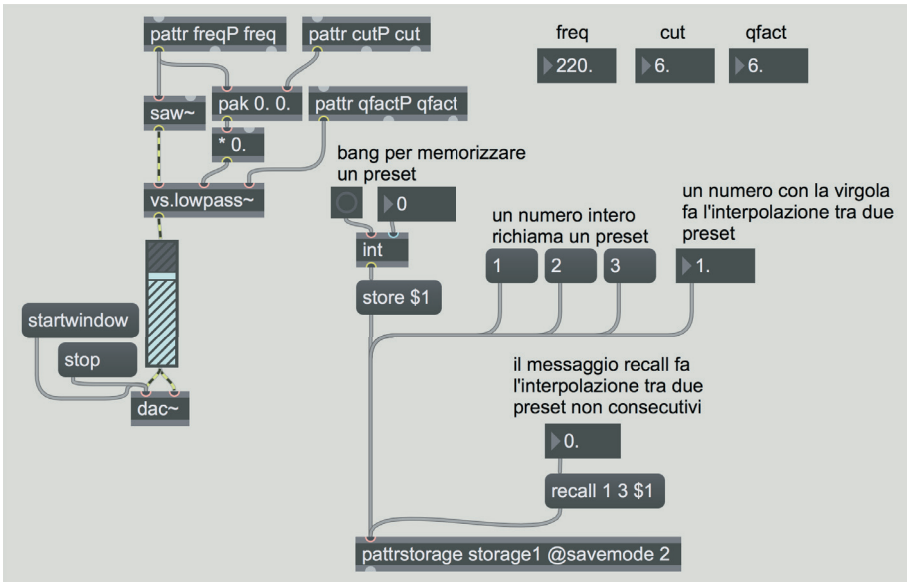 pattr freqP freq
pattr cutP cut
freq
cut
qfact
220.
6.
6.
saw~
pak 0. 0.
pattr qfactP qfact
* 0.
bang per memorizzare
un preset
vs.lowpass~
0
un numero intero
richiama un preset
un numero con la virgola
fa l'interpolazione tra due
preset
int
1
2
3
1.
store $1
startwindow
stop
il messaggio recall fa
l'interpolazione tra due
preset non consecutivi
dac~
0.
recall 1 3 $1
pattrstorage storage1 @savemode 2